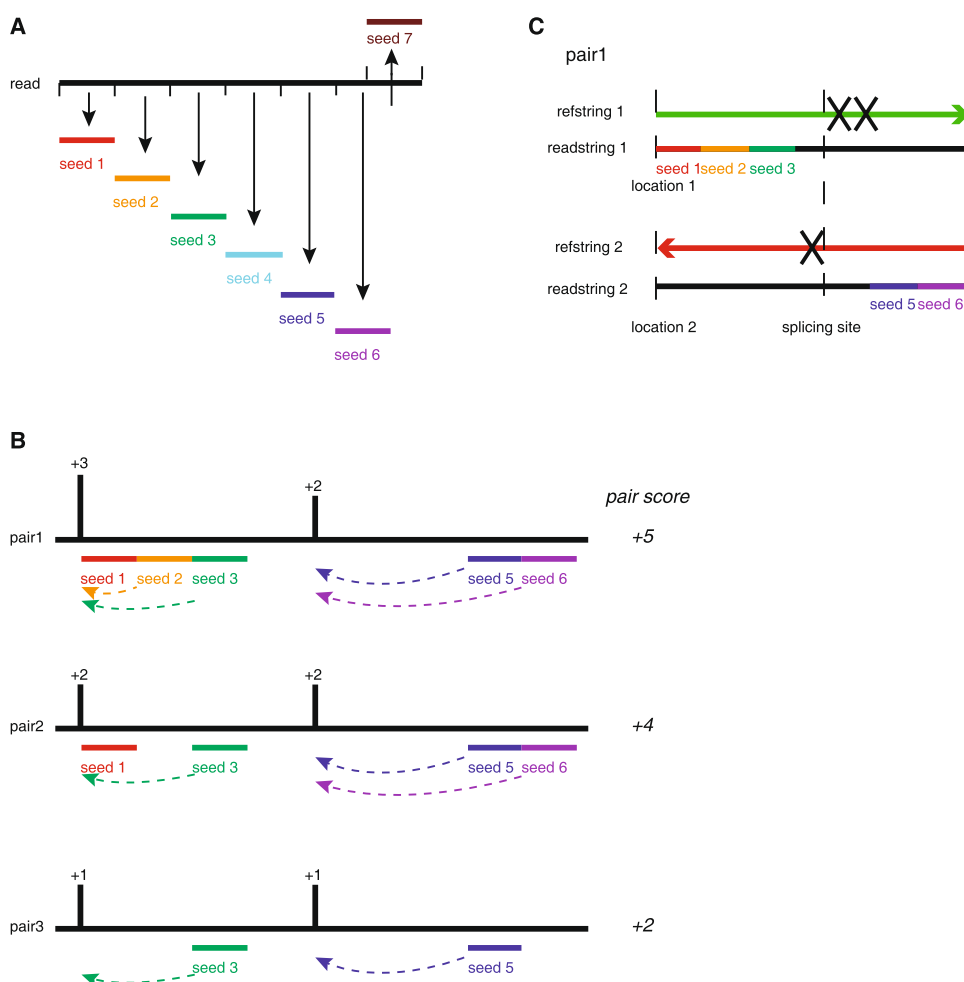 A
seed 7
read
seed 1
seed 2
seed 3
seed 4
seed 5
seed 6
C
pair1
refstring 1
readstring 1
seed 1 seed 2 seed 3
location 1
refstring 2
readstring 2
seed 5 seed 6
location 2 splicing site
B
+3
+2
pair score
pair1 +5
seed 1 seed 2 seed 3 seed 5 seed 6
+2 +2
pair2 +4
seed 1 seed 3 seed 5 seed 6
+1 +1
pair3 +2
seed 3 seed 5